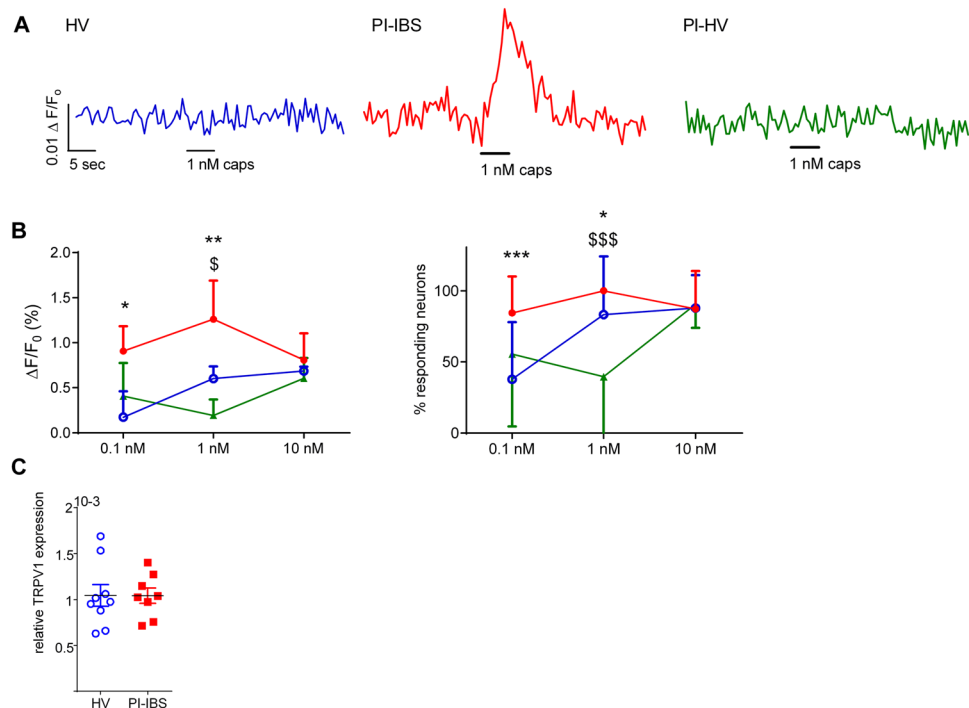 A
HV
PI-IBS
PI-HV
0.01 Δ F/F₀
5 sec
1 nM caps
1 nM caps
1 nM caps
B
ΔF/F₀ (%)
2.0
1.5
1.0
0.5
0.0
*
**
$
0.1 nM
1 nM
10 nM
% responding neurons
100
50
0
***
*
$$$
0.1 nM
1 nM
10 nM
C
relative TRPV1 expression
10-3
2
1.5
1
0.5
HV
PI-IBS